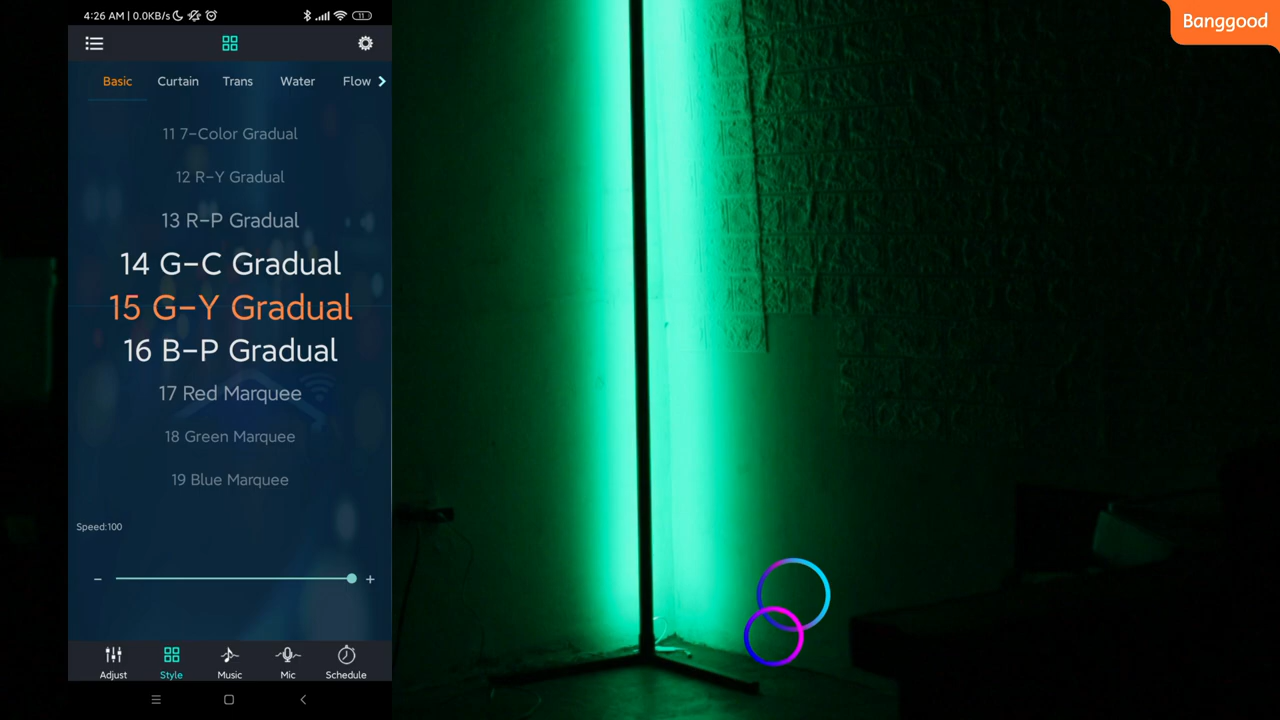 4:26 AM | 0.0KB/s
11
Banggood
Basic
Curtain
Trans
Water
Flow
11 7-Color Gradual
12 R-Y Gradual
13 R-P Gradual
14 G-C Gradual
15 G-Y Gradual
16 B-P Gradual
17 Red Marquee
18 Green Marquee
19 Blue Marquee
Speed:100
Adjust
Style
Music
Mic
Schedule